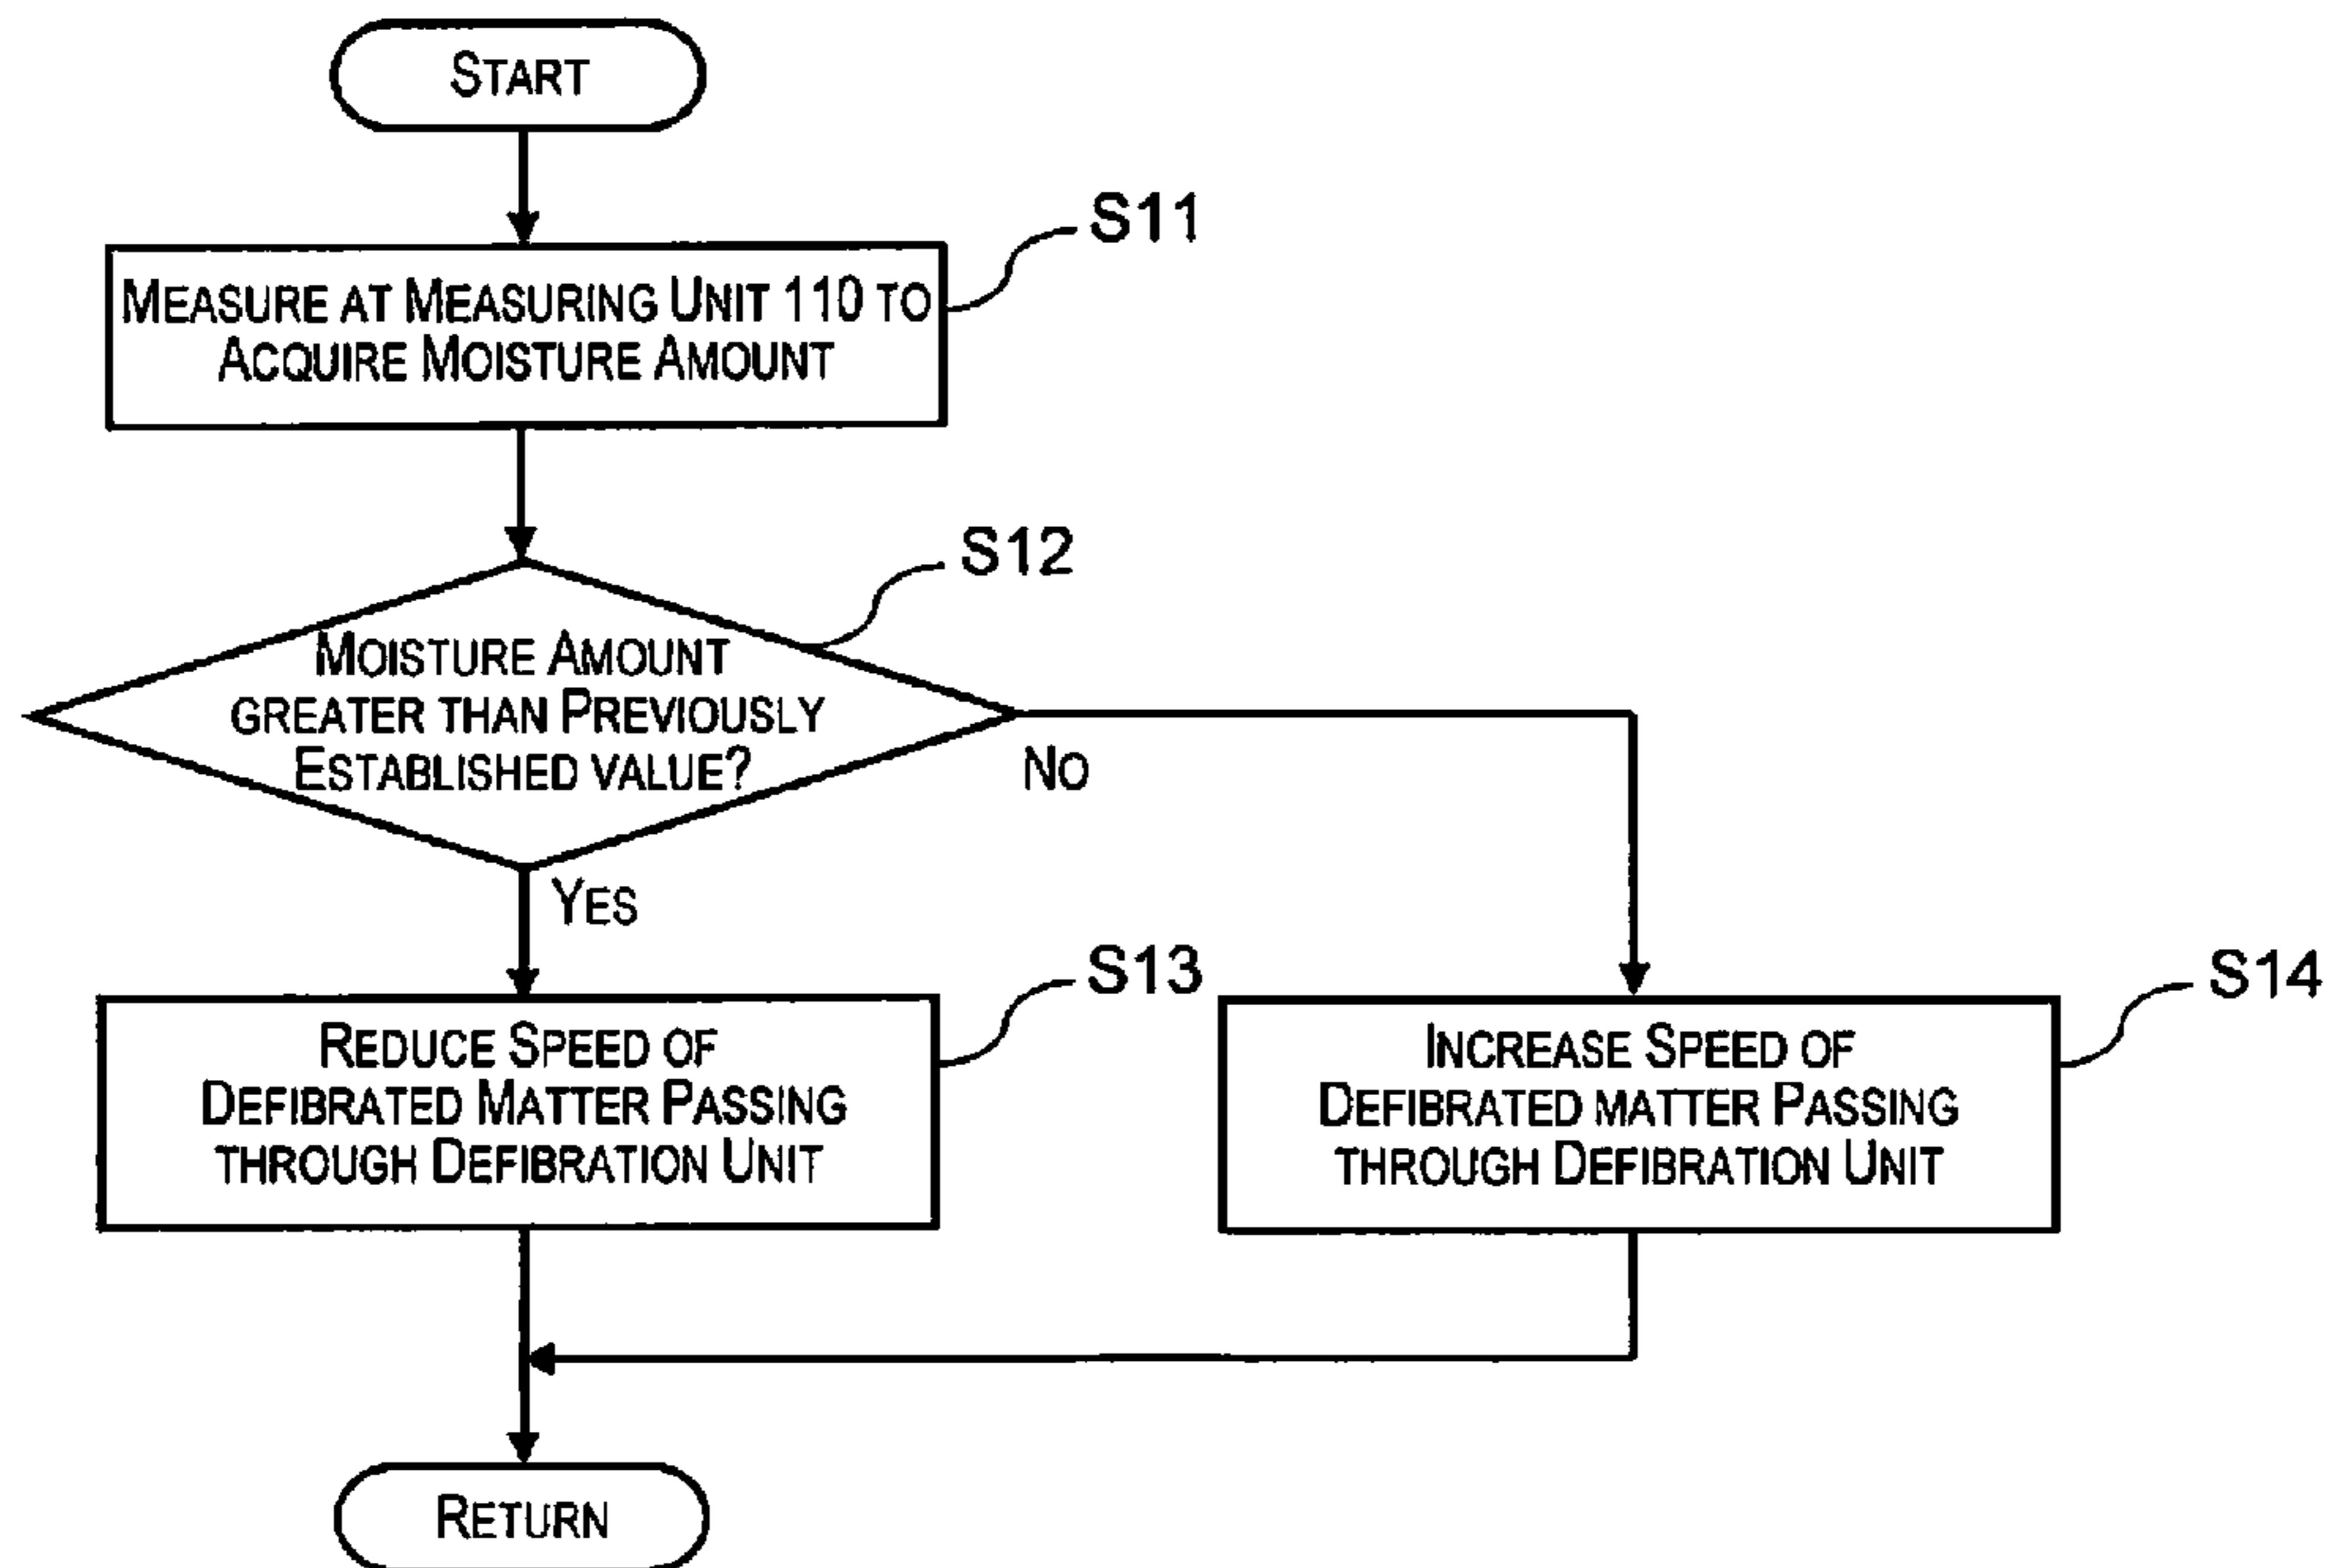 START
S11
MEASURE AT MEASURING UNIT 110 TO
ACQUIRE MOISTURE AMOUNT
S12
MOISTURE AMOUNT
GREATER THAN PREVIOUSLY
ESTABLISHED VALUE?
NO
YES
S13
REDUCE SPEED OF
DEFIBRATED MATTER PASSING
THROUGH DEFIBRATION UNIT
S14
INCREASE SPEED OF
DEFIBRATED MATTER PASSING
THROUGH DEFIBRATION UNIT
RETURN